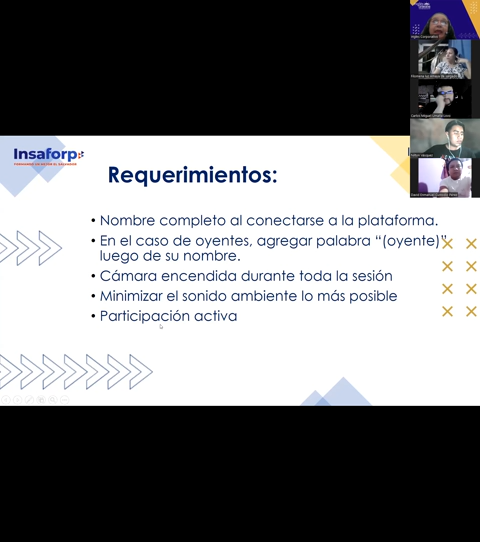 Insaforp
Requerimientos:
• Nombre completo al conectarse a la plataforma.
• En el caso de oyentes, agregar palabra “(oyente)”
luego de su nombre.
• Cámara encendida durante toda la sesión
• Minimizar el sonido ambiente lo más posible
• Participación activa